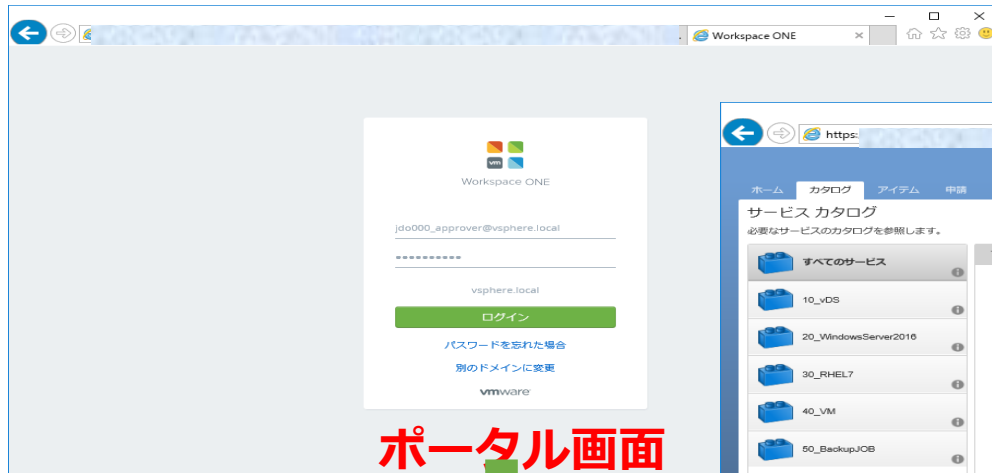 Workspace ONE
Workspace ONE
jdo000_approver@vsphere.local
**********
vsphere.local
ログイン
パスワードを忘れた場合
別のドメインに変更
vmware
ポータル画面
https:
ホーム カタログ アイテム 申請
サービス カタログ
必要なサービスのカタログを参照します。
すべてのサービス
10_vDS
20_WindowsServer2016
30_RHEL7
40_VM
50_BackupJOB